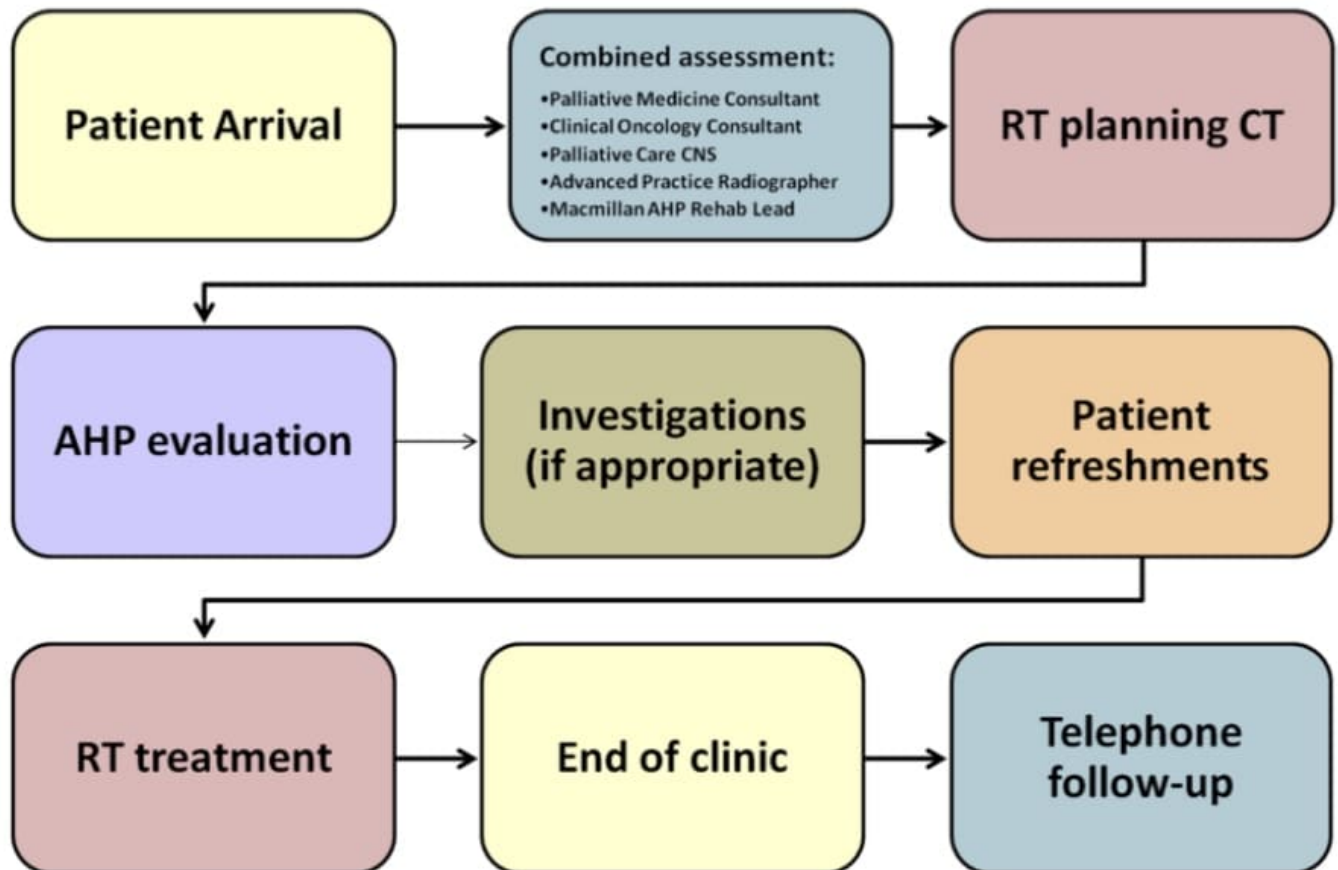 Patient Arrival
Combined assessment:
•Palliative Medicine Consultant
•Clinical Oncology Consultant
•Palliative Care CNS
•Advanced Practice Radiographer
•Macmillan AHP Rehab Lead
RT planning CT
AHP evaluation
Investigations
(if appropriate)
Patient
refreshments
RT treatment
End of clinic
Telephone
follow-up